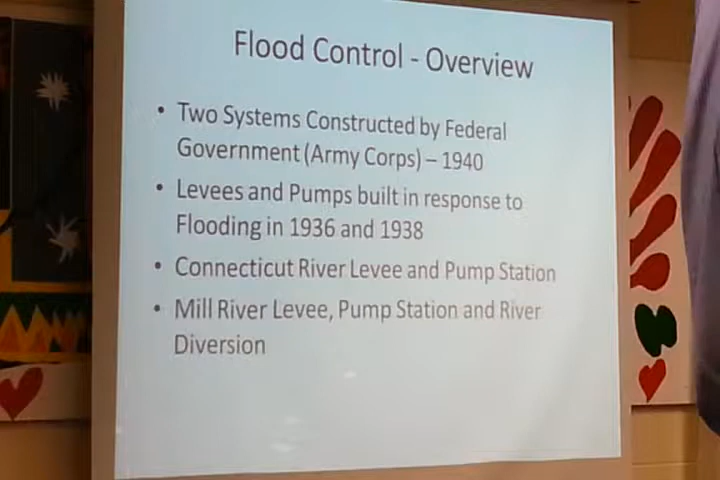 Flood Control - Overview
• Two Systems Constructed by Federal
Government (Army Corps) – 1940
• Levees and Pumps built in response to
Flooding in 1936 and 1938
• Connecticut River Levee and Pump Station
• Mill River Levee, Pump Station and River
Diversion